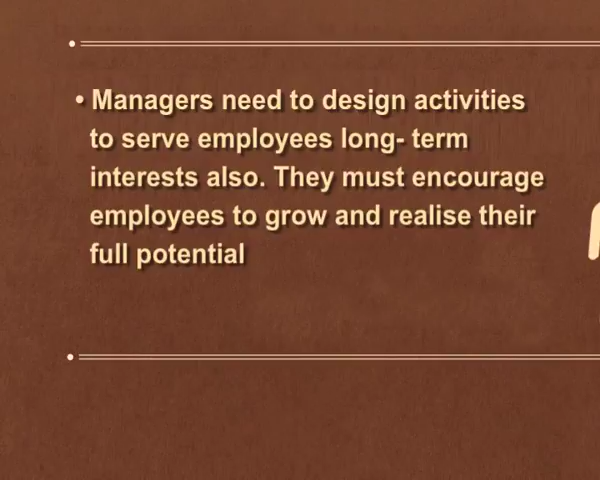 • Managers need to design activities
to serve employees long- term
interests also. They must encourage
employees to grow and realise their
full potential